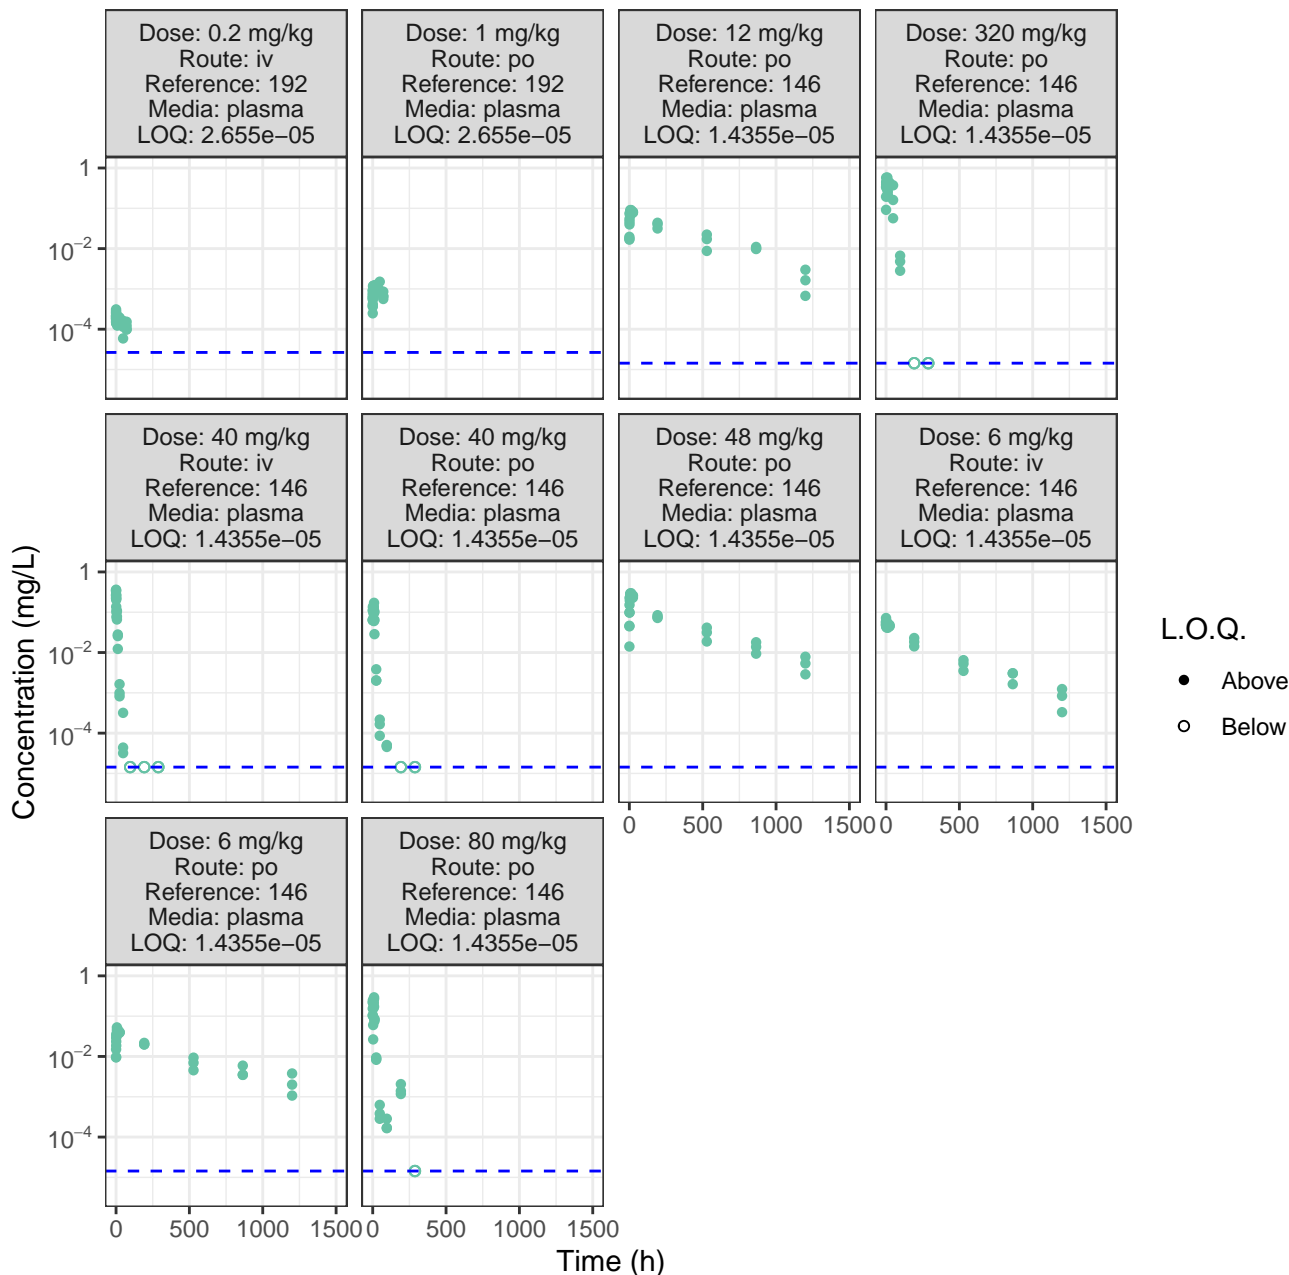 Dose: 0.2 mg/kg
Route: iv
Reference: 192
Media: plasma
LOQ: 2.655e−05
Dose: 1 mg/kg
Route: po
Reference: 192
Media: plasma
LOQ: 2.655e−05
Dose: 12 mg/kg
Route: po
Reference: 146
Media: plasma
LOQ: 1.4355e−05
Dose: 320 mg/kg
Route: po
Reference: 146
Media: plasma
LOQ: 1.4355e−05
1
10−2
10−4
Dose: 40 mg/kg
Route: iv
Reference: 146
Media: plasma
LOQ: 1.4355e−05
Dose: 40 mg/kg
Route: po
Reference: 146
Media: plasma
LOQ: 1.4355e−05
Dose: 48 mg/kg
Route: po
Reference: 146
Media: plasma
LOQ: 1.4355e−05
Dose: 6 mg/kg
Route: iv
Reference: 146
Media: plasma
LOQ: 1.4355e−05
1
10−2
10−4
0 500 1000 1500
0 500 1000 1500
Dose: 6 mg/kg
Route: po
Reference: 146
Media: plasma
LOQ: 1.4355e−05
Dose: 80 mg/kg
Route: po
Reference: 146
Media: plasma
LOQ: 1.4355e−05
1
10−2
10−4
0 500 1000 1500
0 500 1000 1500
Time (h)
Concentration (mg/L)
L.O.Q.
Above
Below